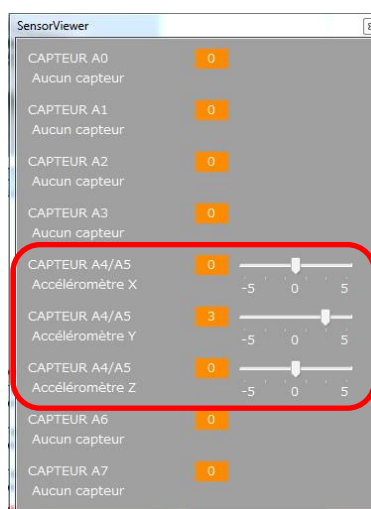 SensorViewer
CAPTEUR A0 0
Aucun capteur
CAPTEUR A1 0
Aucun capteur
CAPTEUR A2 0
Aucun capteur
CAPTEUR A3 0
Aucun capteur
CAPTEUR A4/A5 0
Accéléromètre X -5 0 5
CAPTEUR A4/A5 3
Accéléromètre Y -5 0 5
CAPTEUR A4/A5 0
Accéléromètre Z -5 0 5
CAPTEUR A6 0
Aucun capteur
CAPTEUR A7 0
Aucun capteur